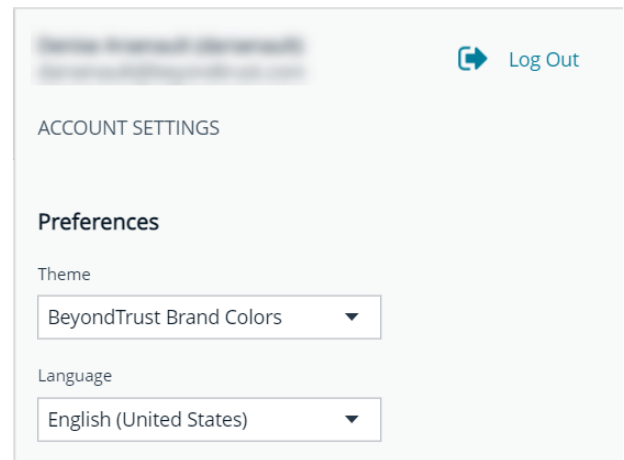 Log Out
ACCOUNT SETTINGS
Preferences
Theme
BeyondTrust Brand Colors
Language
English (United States)